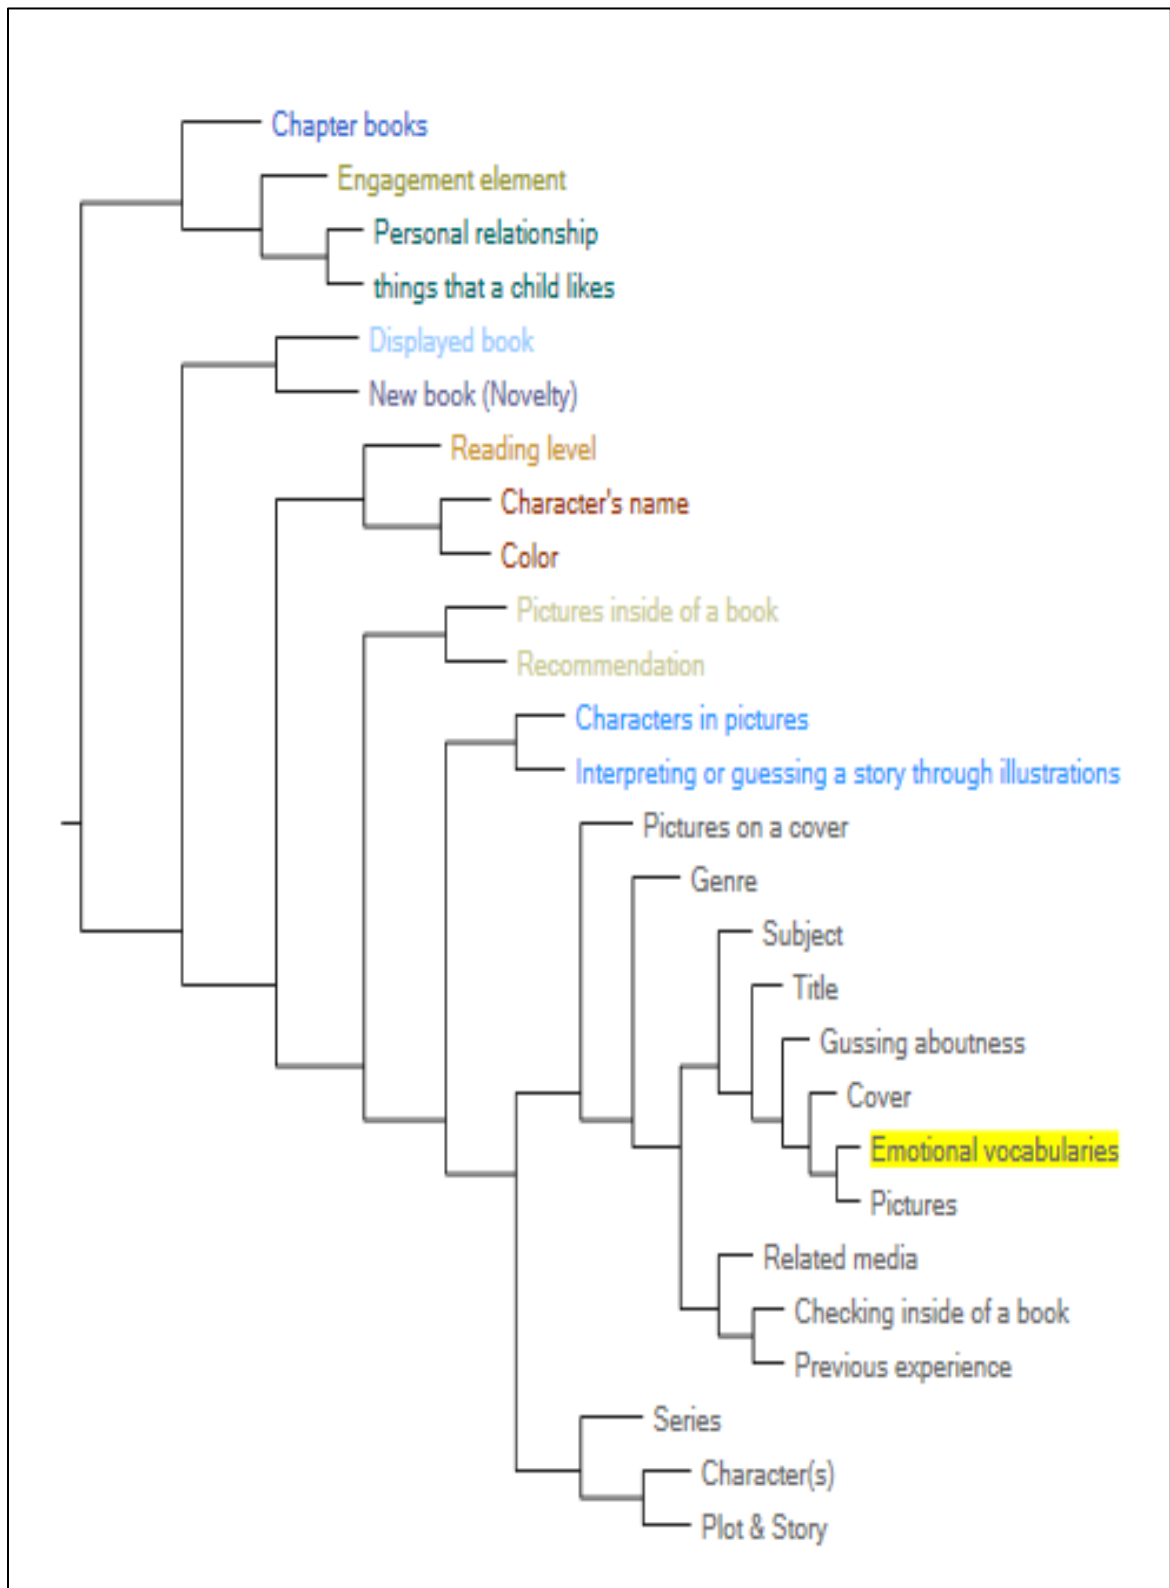 Chapter books
Engagement element
Personal relationship
things that a child likes
Displayed book
New book (Novelty)
Reading level
Character's name
Color
Pictures inside of a book
Recommendation
Characters in pictures
Interpreting or guessing a story through illustrations
Pictures on a cover
Genre
Subject
Title
Gussing aboutness
Cover
Emotional vocabularies
Pictures
Related media
Checking inside of a book
Previous experience
Series
Character(s)
Plot & Story